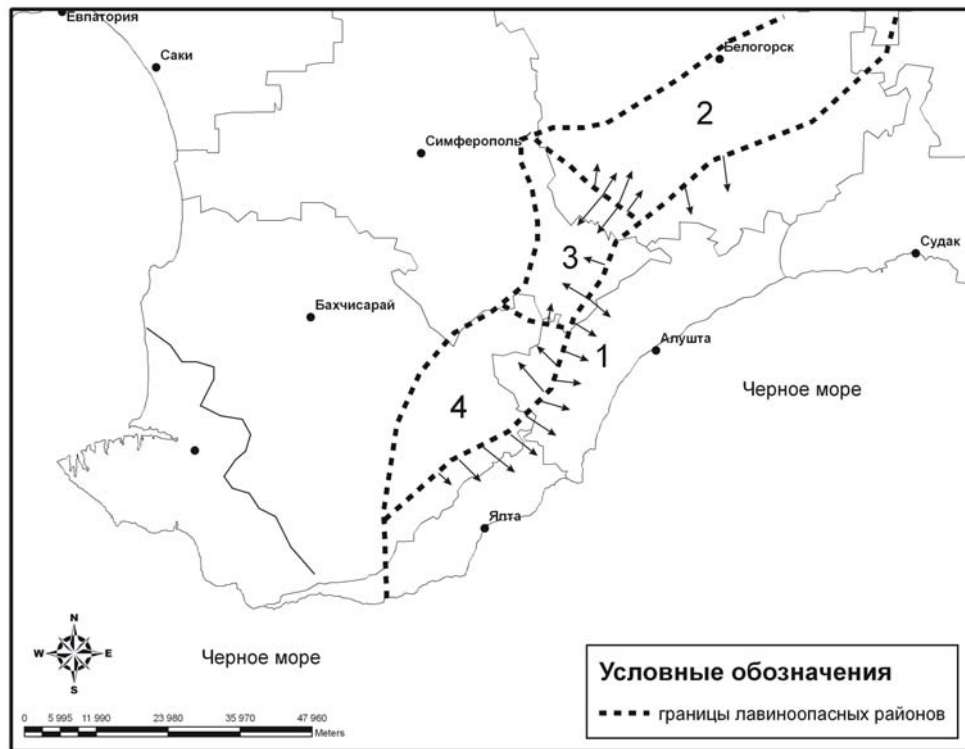 Евпатория
Саки
Белогорск
2
Симферополь
3
Судак
Бахчисарай
1
Алушта
Черное море
4
Ялта
N
W E
S
Черное море
Условные обозначения
границы лавиноопасных районов
0 5 995 11 990 23 980 35 970 47 960
Meters